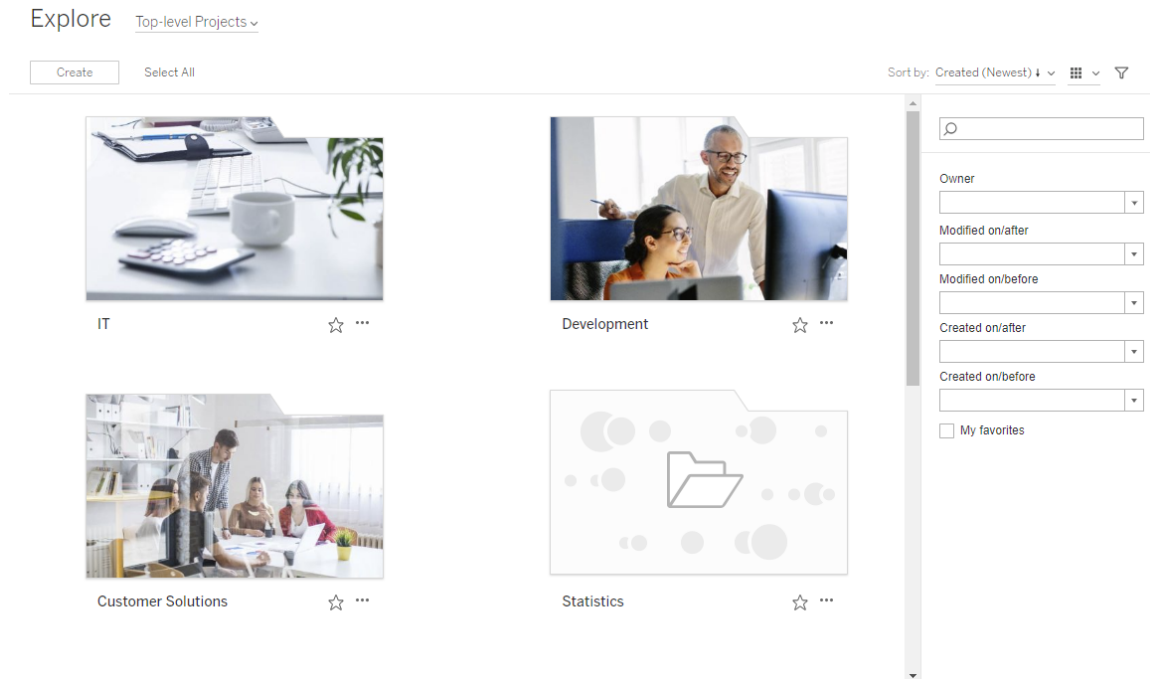 Explore Top-level Projects
Create Select All Sort by: Created (Newest)
IT
Development
Customer Solutions
Statistics
Owner
Modified on/after
Modified on/before
Created on/after
Created on/before
My favorites